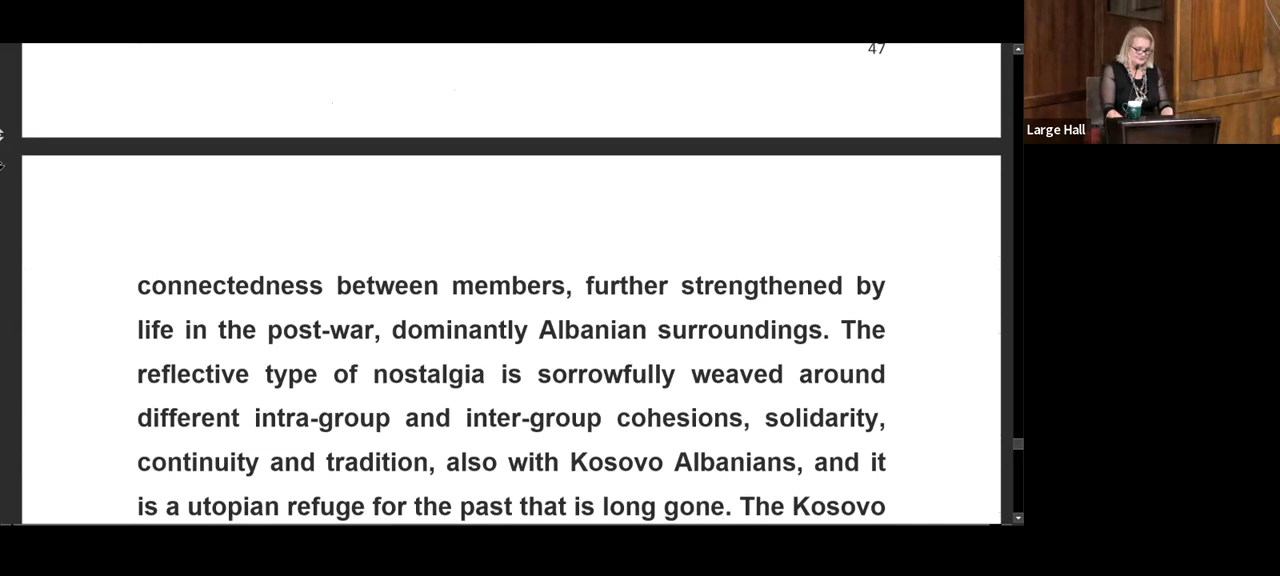 47
Large Hall
connectedness between members, further strengthened by
life in the post-war, dominantly Albanian surroundings. The
reflective type of nostalgia is sorrowfully weaved around
different intra-group and inter-group cohesions, solidarity,
continuity and tradition, also with Kosovo Albanians, and it
is a utopian refuge for the past that is long gone. The Kosovo